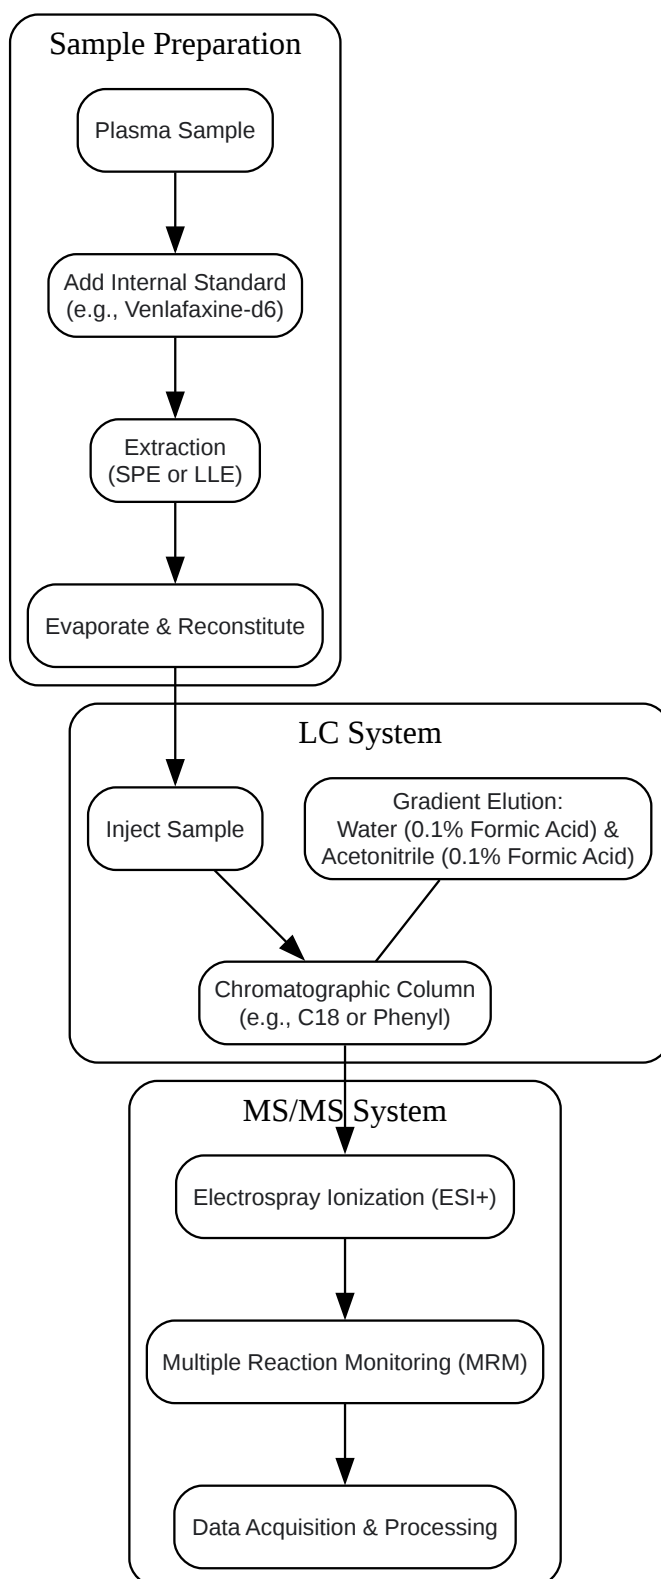 Sample Preparation
Plasma Sample
Add Internal Standard
(e.g., Venlafaxine-d6)
Extraction
(SPE or LLE)
Evaporate & Reconstitute
LC System
Inject Sample
Gradient Elution:
Water (0.1% Formic Acid) &
Acetonitrile (0.1% Formic Acid)
Chromatographic Column
(e.g., C18 or Phenyl)
MS/MS System
Electrospray Ionization (ESI+)
Multiple Reaction Monitoring (MRM)
Data Acquisition & Processing